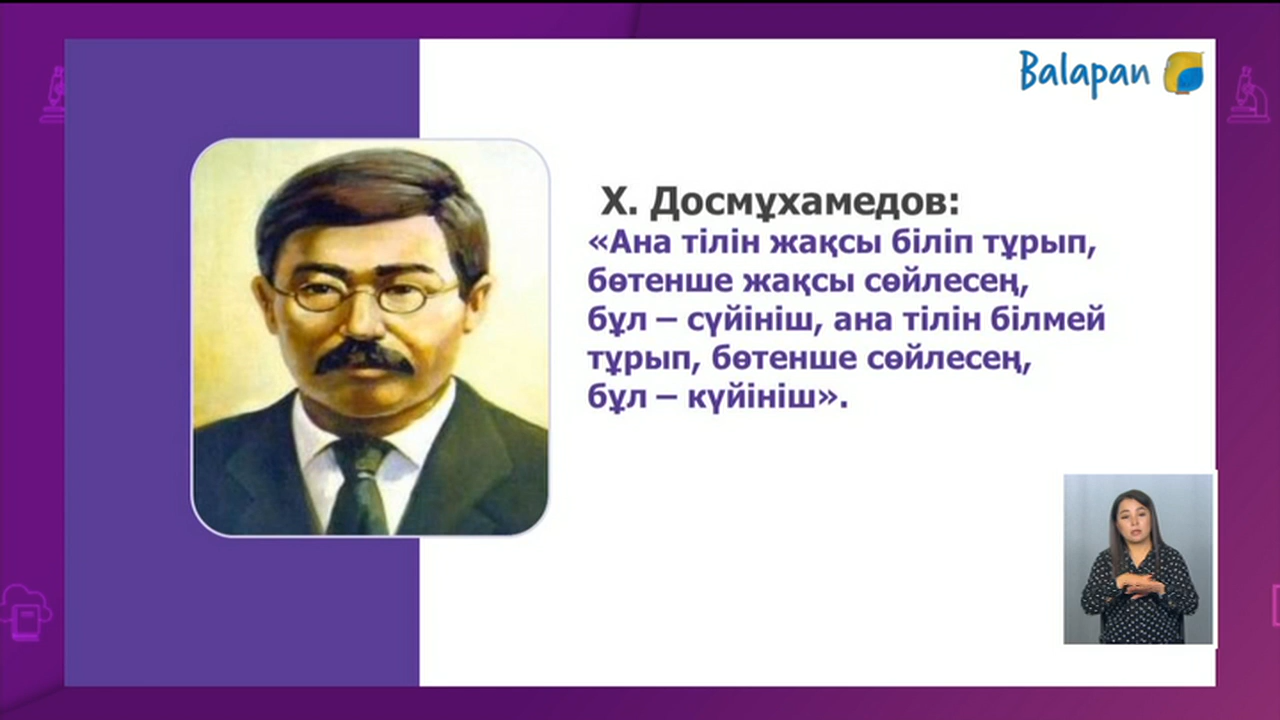 Balapan
Х. Досмұхамедов:
«Ана тілін жақсы біліп тұрып,
бөтенше жақсы сөйлесең,
бұл – сүйініш, ана тілін білмей
тұрып, бөтенше сөйлесең,
бұл – күйініш».